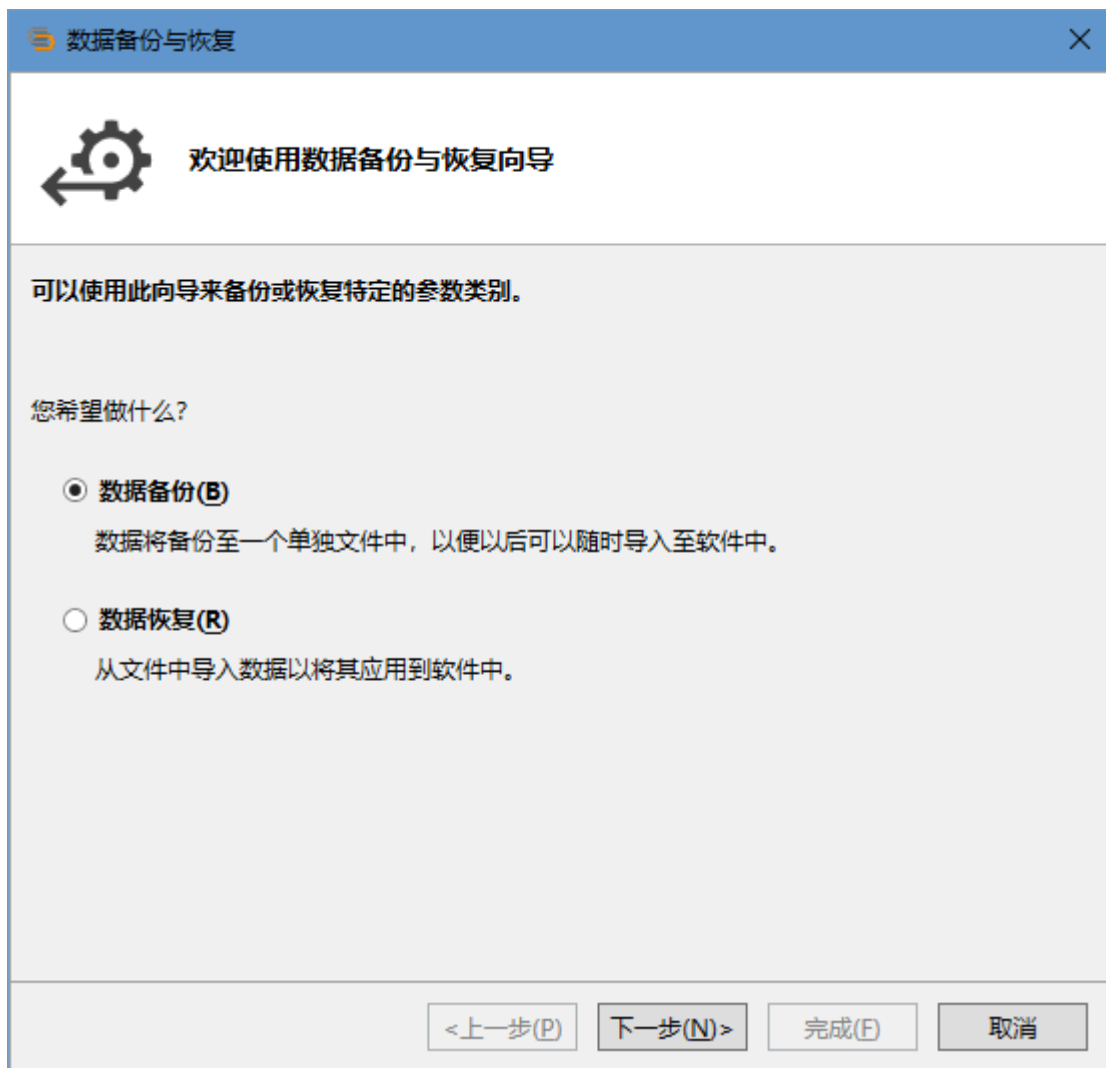 数据备份与恢复
欢迎使用数据备份与恢复向导
可以使用此向导来备份或恢复特定的参数类别。
您希望做什么?
数据备份(B)
数据将备份至一个单独文件中，以便以后可以随时导入至软件中。
数据恢复(R)
从文件中导入数据以将其应用到软件中。
<上一步(P) 下一步(N)> 完成(F) 取消